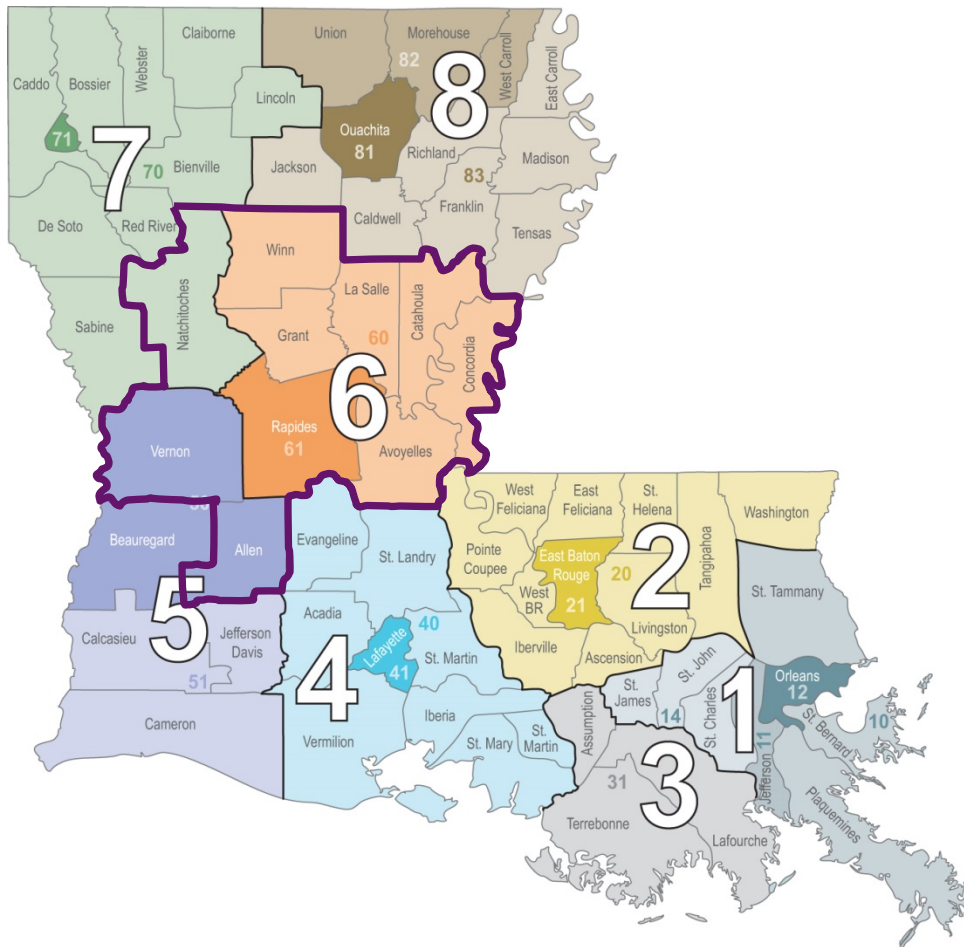 Claiborne
Union
Morehouse
Webster
82
West Carroll
Bossier
Caddo
East Carroll
Lincoln
8
Ouachita
71
7
81
Richland
Madison
70
Bienville
Jackson
83
Franklin
Caldwell
De Soto
Red River
Tensas
Winn
La Salle
Natchitoches
Catahoula
Sabine
Grant
60
Concordia
6
Rapides
61
Vernon
Avoyelles
West
Feliciana
East
Feliciana
St.
Helena
Washington
Beauregard
Allen
Evangeline
St. Landry
Pointe
Coupee
East Baton
Rouge
2
Tangipahoa
20
St. Tammany
West
BR
21
5
Acadia
Calcasieu
Jefferson
Davis
40
Livingston
Iberville
Lafayette
41
4
St. Martin
Ascension
St. John
51
St.
James
Orleans
12
1
Cameron
Iberia
14
St. Charles
10
Assumption
Vermilion
St. Mary
St.
Martin
11
St. Bernard
Jefferson
3
31
Plaquemines
Terrebonne
Lafourche